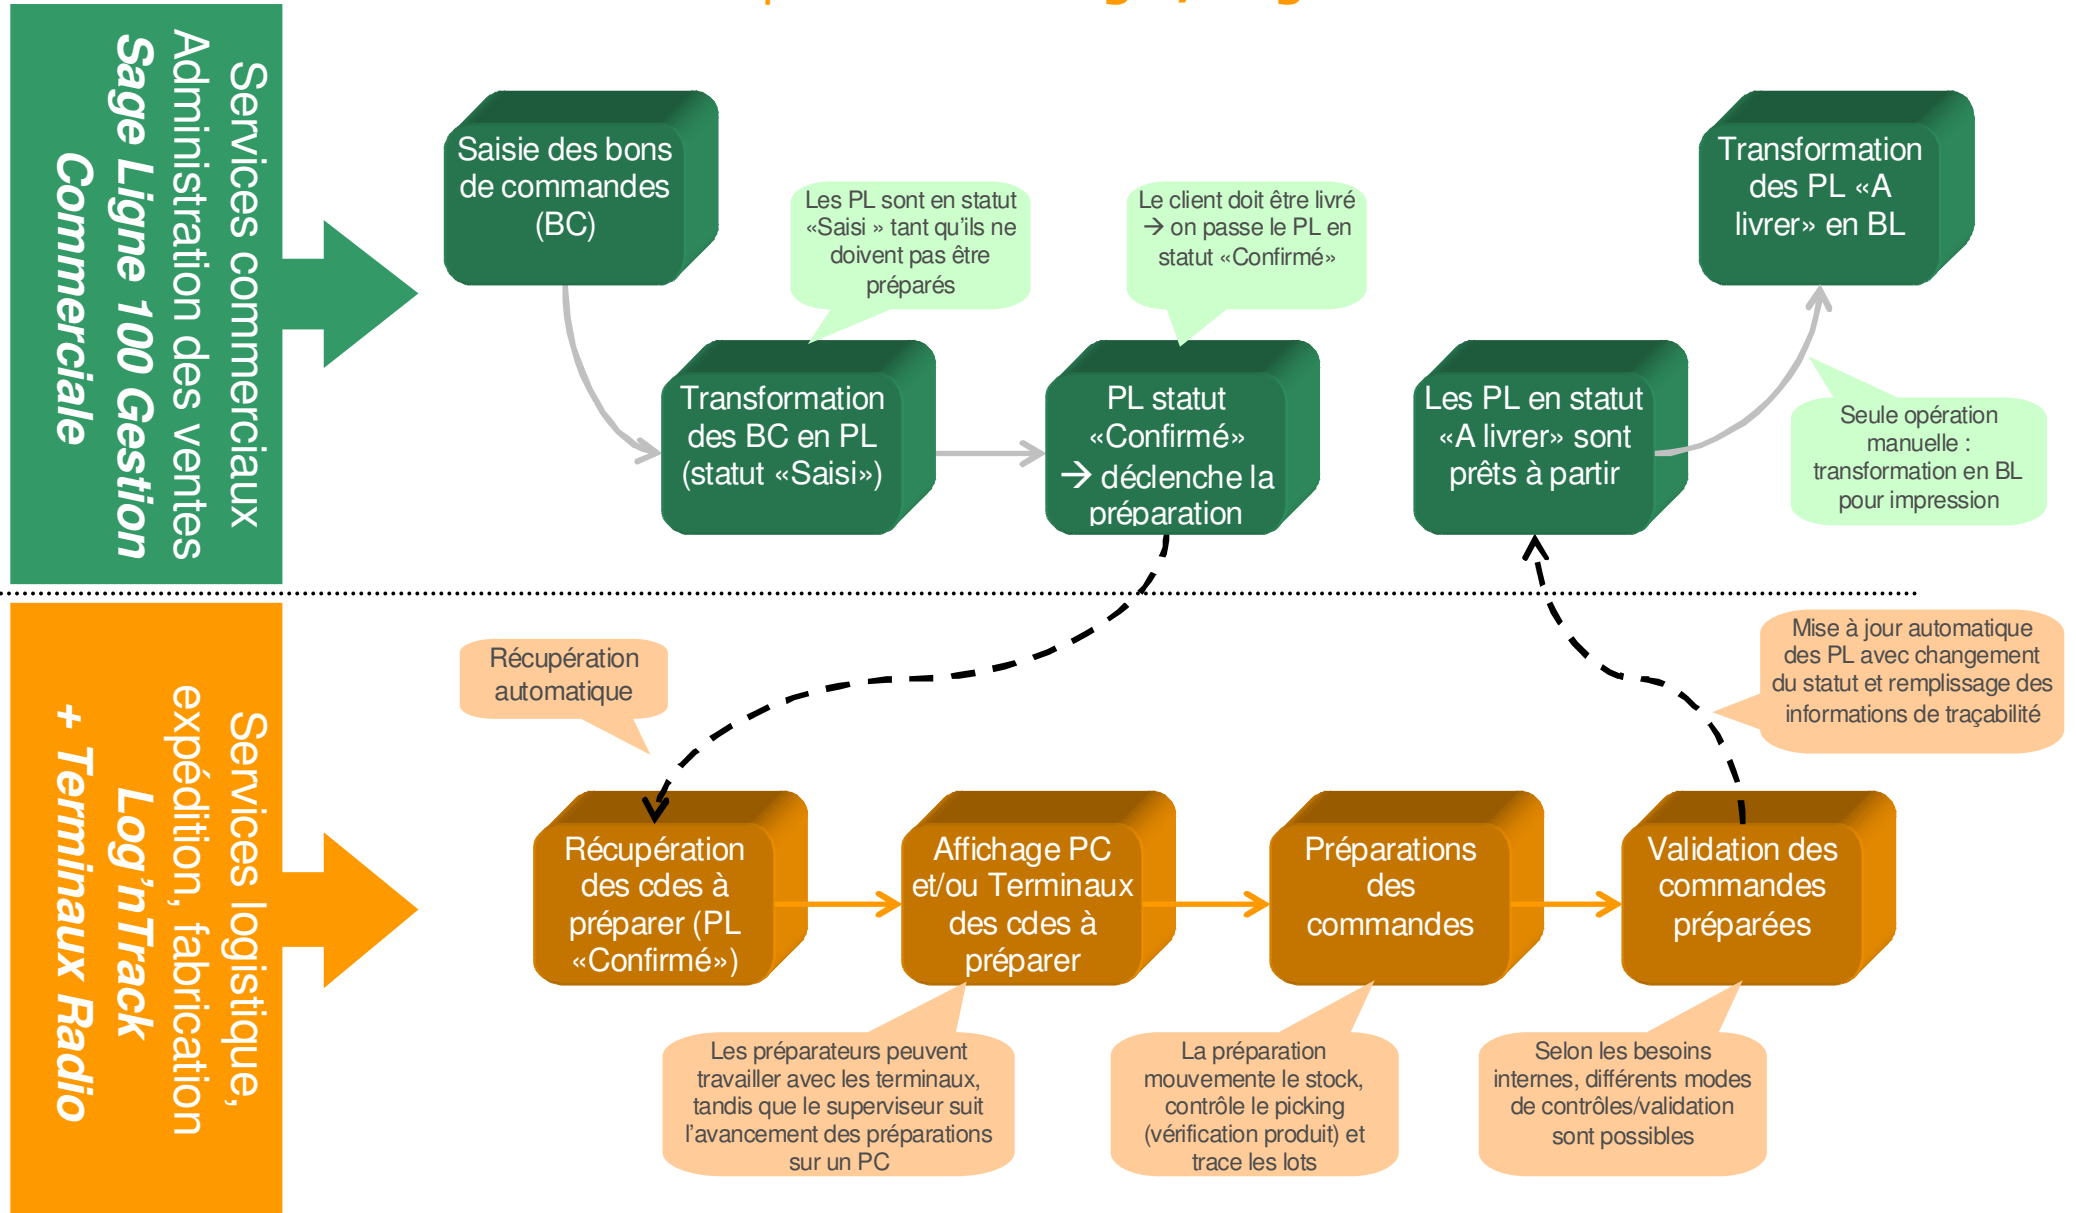 Services commerciaux
Administration des ventes
Sage Ligne 100 Gestion
Commerciale
Saisie des bons
de commandes
(BC)
Les PL sont en statut
«Saisi » tant qu'ils ne
doivent pas être
préparés
Le client doit être livré
→ on passe le PL en
statut «Confirmé»
Transformation
des PL «A
livrer» en BL
Transformation
des BC en PL
(statut «Saisi»)
PL statut
«Confirmé»
→ déclenche la
préparation
Les PL en statut
«A livrer» sont
prêts à partir
Seule opération
manuelle :
transformation en BL
pour impression
Services logistique,
expédition, fabrication
Log'nTrack
+ Terminaux Radio
Récupération
automatique
Mise à jour automatique
des PL avec changement
du statut et remplissage des
informations de traçabilité
Récupération
des cdes à
préparer (PL
«Confirmé»)
Affichage PC
et/ou Terminaux
des cdes à
préparer
Préparations
des
commandes
Validation des
commandes
préparées
Les préparateurs peuvent
travailler avec les terminaux,
tandis que le superviseur suit
l'avancement des préparations
sur un PC
La préparation
mouvemente le stock,
contrôle le picking
(vérification produit) et
trace les lots
Selon les besoins
internes, différents modes
de contrôles/validation
sont possibles